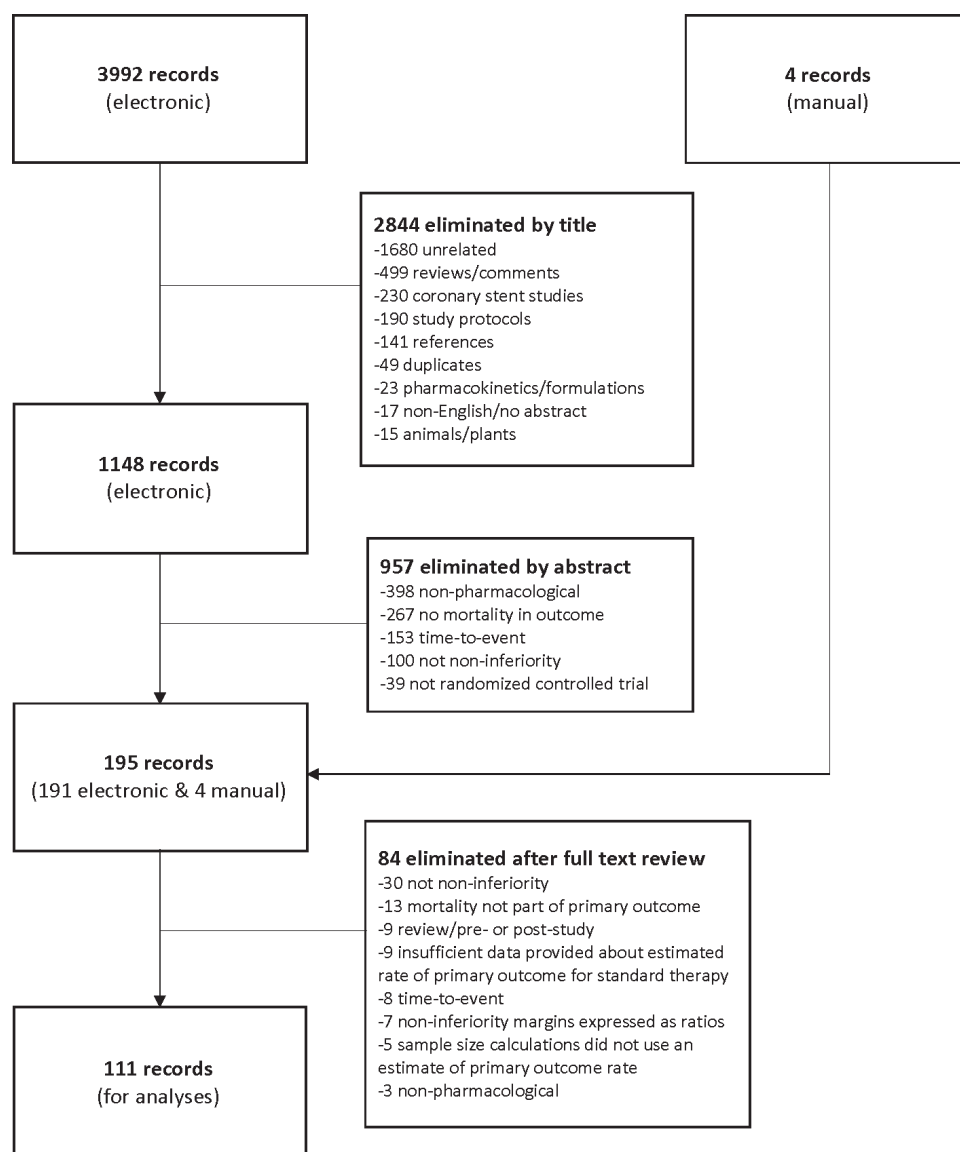 3992 records
(electronic)
4 records
(manual)
2844 eliminated by title
-1680 unrelated
-499 reviews/comments
-230 coronary stent studies
-190 study protocols
-141 references
-49 duplicates
-23 pharmacokinetics/formulations
-17 non-English/no abstract
-15 animals/plants
1148 records
(electronic)
957 eliminated by abstract
-398 non-pharmacological
-267 no mortality in outcome
-153 time-to-event
-100 not non-inferiority
-39 not randomized controlled trial
195 records
(191 electronic & 4 manual)
84 eliminated after full text review
-30 not non-inferiority
-13 mortality not part of primary outcome
-9 review/pre- or post-study
-9 insufficient data provided about estimated
rate of primary outcome for standard therapy
-8 time-to-event
-7 non-inferiority margins expressed as ratios
-5 sample size calculations did not use an
estimate of primary outcome rate
-3 non-pharmacological
111 records
(for analyses)